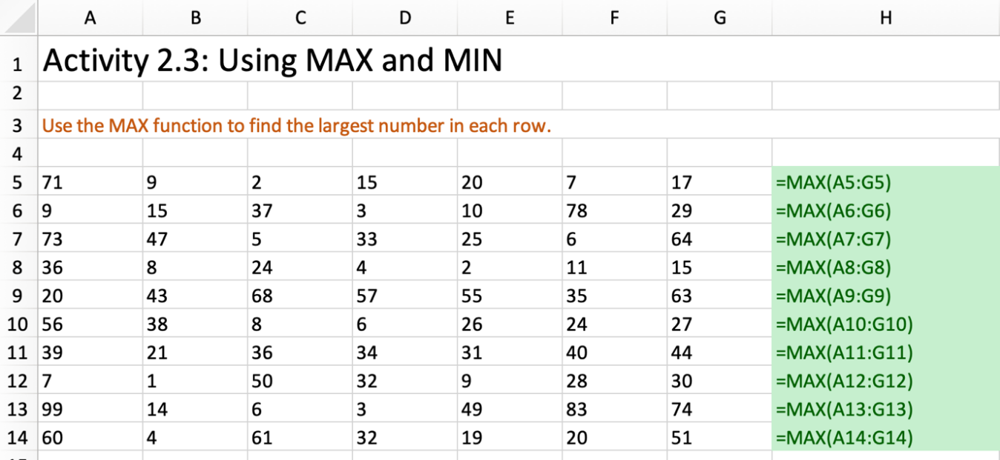 A B C D E F G H
1 Activity 2.3: Using MAX and MIN
2
3 Use the MAX function to find the largest number in each row.
4
5 71 9 2 15 20 7 17 =MAX(A5:G5)
6 9 15 37 3 10 78 29 =MAX(A6:G6)
7 73 47 5 33 25 6 64 =MAX(A7:G7)
8 36 8 24 4 2 11 15 =MAX(A8:G8)
9 20 43 68 57 55 35 63 =MAX(A9:G9)
10 56 38 8 6 26 24 27 =MAX(A10:G10)
11 39 21 36 34 31 40 44 =MAX(A11:G11)
12 7 1 50 32 9 28 30 =MAX(A12:G12)
13 99 14 6 3 49 83 74 =MAX(A13:G13)
14 60 4 61 32 19 20 51 =MAX(A14:G14)